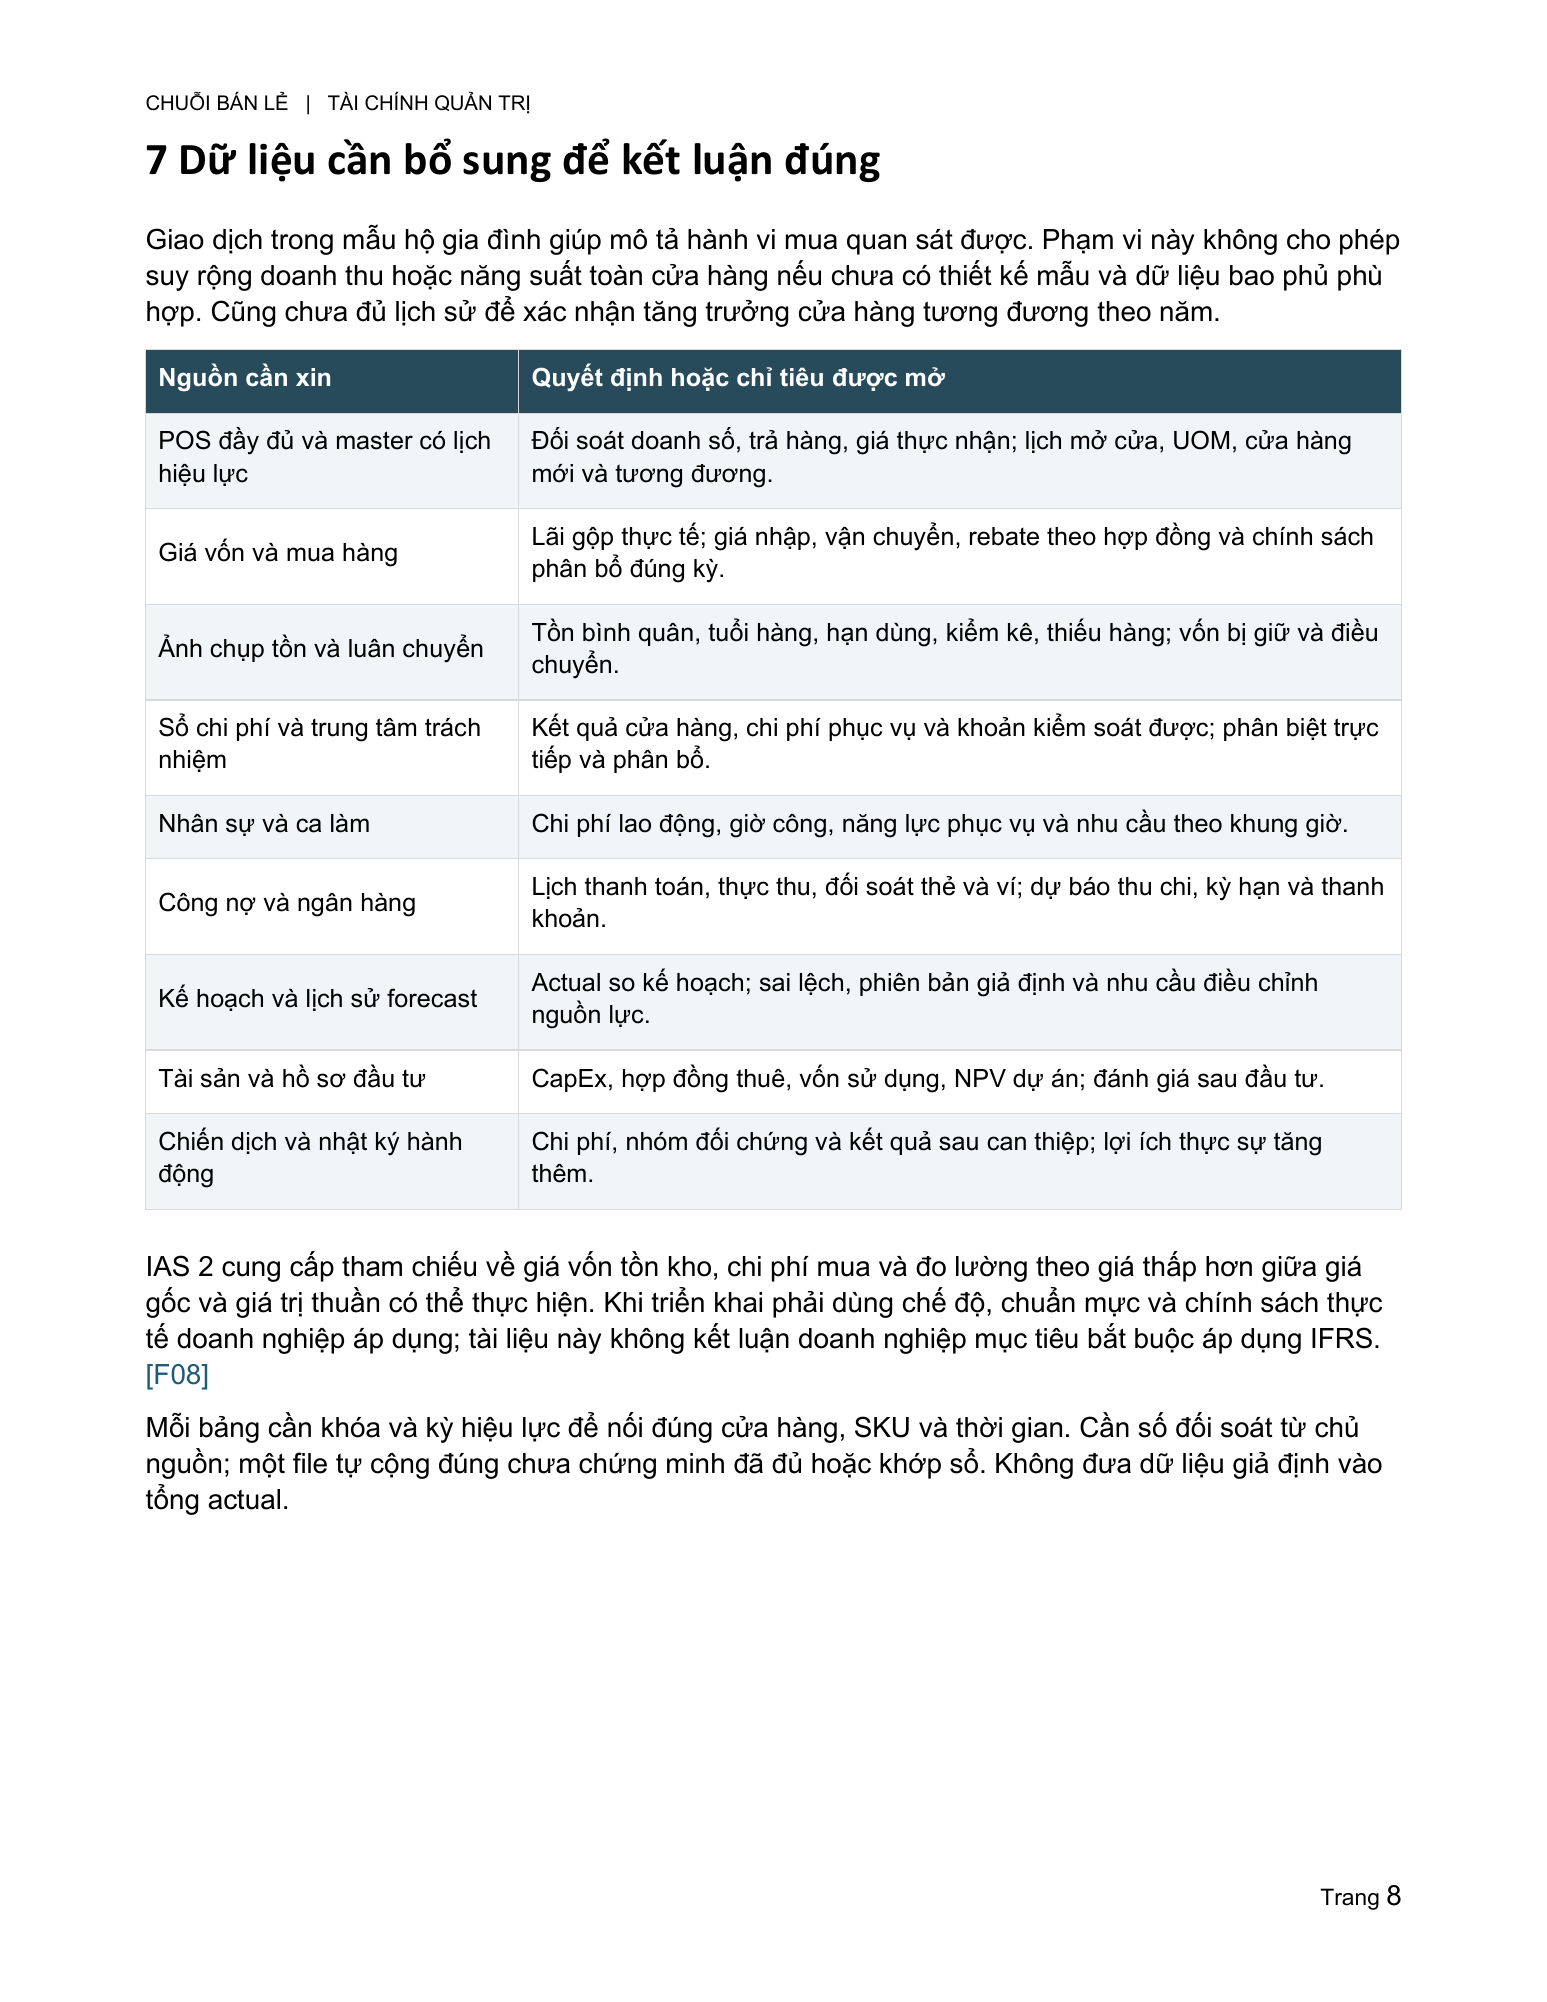 CHUỖI BÁN LẺ | TÀI CHÍNH QUẢN TRỊ
7 Dữ liệu cần bổ sung để kết luận đúng
Giao dịch trong mẫu hộ gia đình giúp mô tả hành vi mua quan sát được. Phạm vi này không cho phép
suy rộng doanh thu hoặc năng suất toàn cửa hàng nếu chưa có thiết kế mẫu và dữ liệu bao phủ phù
hợp. Cũng chưa đủ lịch sử để xác nhận tăng trưởng cửa hàng tương đương theo năm.
Nguồn cần xin
Quyết định hoặc chỉ tiêu được mở
POS đầy đủ và master có lịch
hiệu lực
Đối soát doanh số, trả hàng, giá thực nhận; lịch mở cửa, UOM, cửa hàng
mới và tương đương.
Giá vốn và mua hàng
Lãi gộp thực tế; giá nhập, vận chuyển, rebate theo hợp đồng và chính sách
phân bổ đúng kỳ.
Ảnh chụp tồn và luân chuyển
Tồn bình quân, tuổi hàng, hạn dùng, kiểm kê, thiếu hàng; vốn bị giữ và điều
chuyển.
Sổ chi phí và trung tâm trách
nhiệm
Kết quả cửa hàng, chi phí phục vụ và khoản kiểm soát được; phân biệt trực
tiếp và phân bổ.
Nhân sự và ca làm
Chi phí lao động, giờ công, năng lực phục vụ và nhu cầu theo khung giờ.
Công nợ và ngân hàng
Lịch thanh toán, thực thu, đối soát thẻ và ví; dự báo thu chi, kỳ hạn và thanh
khoản.
Kế hoạch và lịch sử forecast
Actual so kế hoạch; sai lệch, phiên bản giả định và nhu cầu điều chỉnh
nguồn lực.
Tài sản và hồ sơ đầu tư
CapEx, hợp đồng thuê, vốn sử dụng, NPV dự án; đánh giá sau đầu tư.
Chiến dịch và nhật ký hành
động
Chi phí, nhóm đối chứng và kết quả sau can thiệp; lợi ích thực sự tăng
thêm.
IAS 2 cung cấp tham chiếu về giá vốn tồn kho, chi phí mua và đo lường theo giá thấp hơn giữa giá
gốc và giá trị thuần có thể thực hiện. Khi triển khai phải dùng chế độ, chuẩn mực và chính sách thực
tế doanh nghiệp áp dụng; tài liệu này không kết luận doanh nghiệp mục tiêu bắt buộc áp dụng IFRS.
[F08]
Mỗi bảng cần khóa và kỳ hiệu lực để nối đúng cửa hàng, SKU và thời gian. Cần số đối soát từ chủ
nguồn; một file tự cộng đúng chưa chứng minh đã đủ hoặc khớp sổ. Không đưa dữ liệu giả định vào
tổng actual.
Trang 8